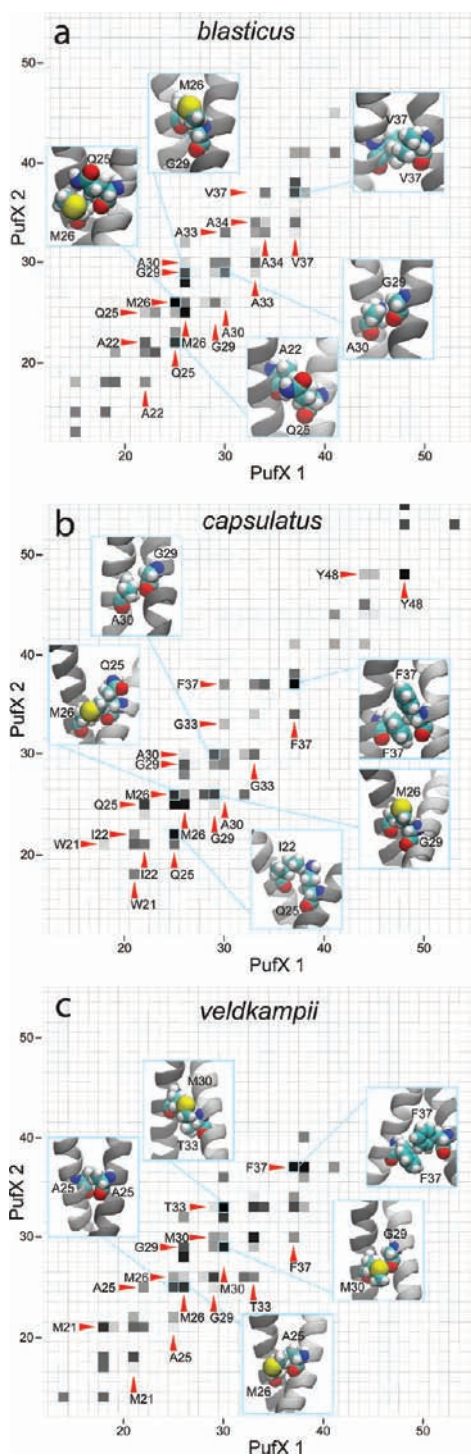 a
blasticus
50
40
30
20
PufX 2
M26
G29
Q25
M26
V37
V37
V37
A34
A33
A34
V37
A30
G29
A33
G29
A30
M26
Q25
A30
G29
M26
A22
Q25
A22
A22
Q25
20
30
40
50
PufX 1
b
capsulatus
50
40
30
20
PufX 2
G29
A30
Y48
Y48
Q25
M26
F37
F37
F37
G33
F37
A30
G29
G33
M26
G29
M26
Q25
A30
G29
M26
I22
W21
I22
Q25
Q25
I22
W21
20
30
40
50
PufX 1
c
veldkampii
50
40
30
20
PufX 2
M30
T33
F37
F37
F37
A25
A25
T33
M30
G29
F37
G29
M30
M26
A25
M30
T33
M26
G29
M21
A25
A25
M26
M21
20
30
40
50
PufX 1